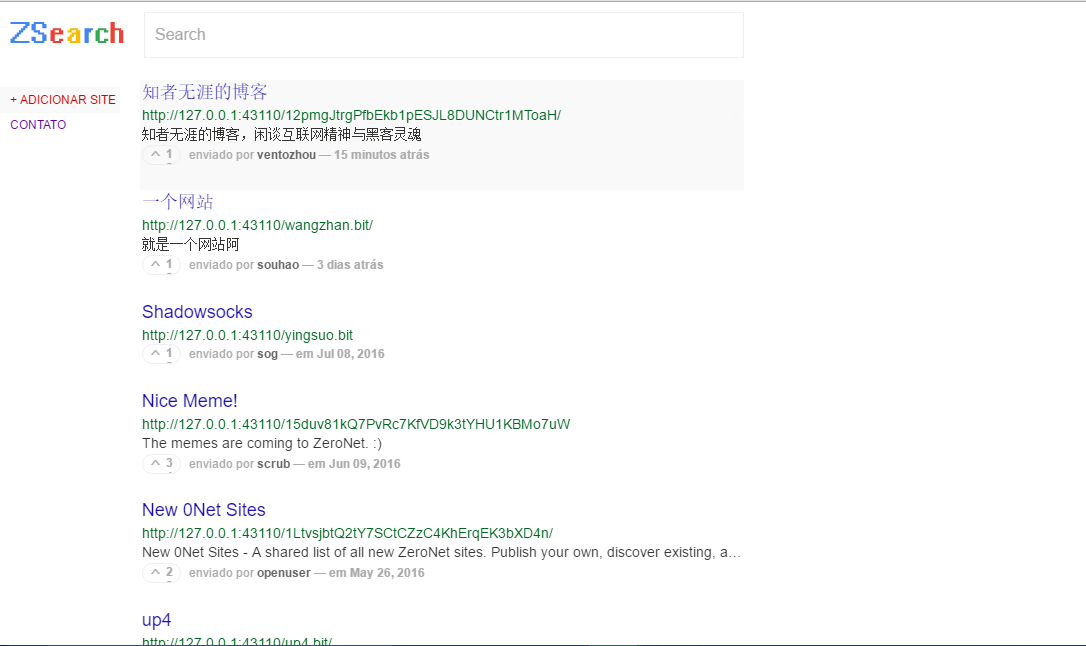 ZSearch
Search
+ ADICIONAR SITE
CONTATO
知者无涯的博客
http://127.0.0.1:43110/12pmgJtrgPfbEkb1pESJL8DUNCtr1MToaH/
知者无涯的博客，闲谈互联网精神与黑客灵魂
1 enviado por ventozhou — 15 minutos atrás
一个网站
http://127.0.0.1:43110/wangzhan.bit/
就是一个网站阿
1 enviado por souhao — 3 dias atrás
Shadowsocks
http://127.0.0.1:43110/yingsuo.bit
1 enviado por sog — em Jul 08, 2016
Nice Meme!
http://127.0.0.1:43110/15duv81kQ7PvRc7KfVD9k3tYHU1KBMo7uW
The memes are coming to ZeroNet. :)
3 enviado por scrub — em Jun 09, 2016
New 0Net Sites
http://127.0.0.1:43110/1LtvsjbtQ2tY7SCtCZzC4KhErqEK3bXD4n/
New 0Net Sites - A shared list of all new ZeroNet sites. Publish your own, discover existing, a…
2 enviado por openuser — em May 26, 2016
up4
http://127.0.0.1:43110/up4.bit/